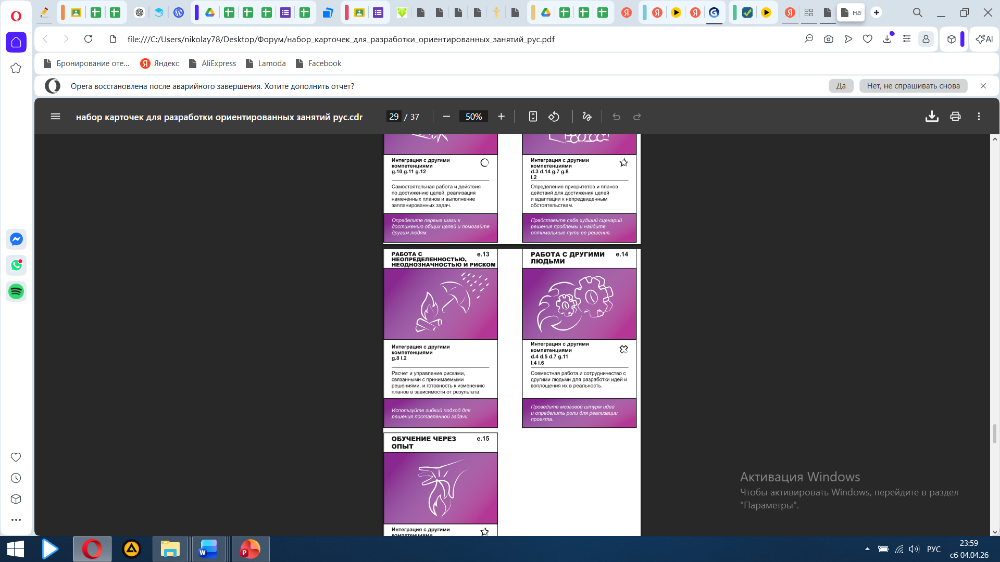 на
file:///C:/Users/nikolay78/Desktop/Форум/набор_карточек_для_разработки_ориентированных_занятий_рус.pdf
AI
Бронирование оте...
Яндекс
AliExpress
Lamoda
Facebook
Opera восстановлена после аварийного завершения. Хотите дополнить отчет?
Да
Нет, не спрашивать снова
набор карточек для разработки ориентированных занятий рус.cdr
29 / 37
50%
Интеграция с другими
компетенциями
g.10 g.11 g.12
Самостоятельная работа и действия
по достижению целей, реализация
намеченных планов и выполнение
запланированных задач.
Определите первые шаги к
достижению общих целей и помогайте
другим людям.
Интеграция с другими
компетенциями
d.3 d.14 g.7 g.8
l.2
Определение приоритетов и планов
действий для достижения целей
и адаптации к непредвиденным
обстоятельствам.
Представьте себе худший сценарий
решения проблемы и найдите
оптимальные пути ее решения.
РАБОТА С
НЕОПРЕДЕЛЕННОСТЬЮ,
НЕОДНОЗНАЧНОСТЬЮ И РИСКОМ
e.13
Интеграция с другими
компетенциями
g.8 l.2
Расчет и управление рисками,
связанными с принимаемыми
решениями, и готовность к изменению
планов в зависимости от результата.
Используйте гибкий подход для
решения поставленной задачи.
РАБОТА С ДРУГИМИ
ЛЮДЬМИ
e.14
Интеграция с другими
компетенциями
d.4 d.5 d.7 g.11
l.4 l.6
Совместная работа и сотрудничество с
другими людьми для разработки идей и
воплощения их в реальность.
Проведите мозговой штурм идей
и определить роли для реализации
проекта.
ОБУЧЕНИЕ ЧЕРЕЗ
ОПЫТ
e.15
Интеграция с другими
компетенциями
Активация Windows
Чтобы активировать Windows, перейдите в раздел
"Параметры".
РУС
23:59
сб 04.04.26